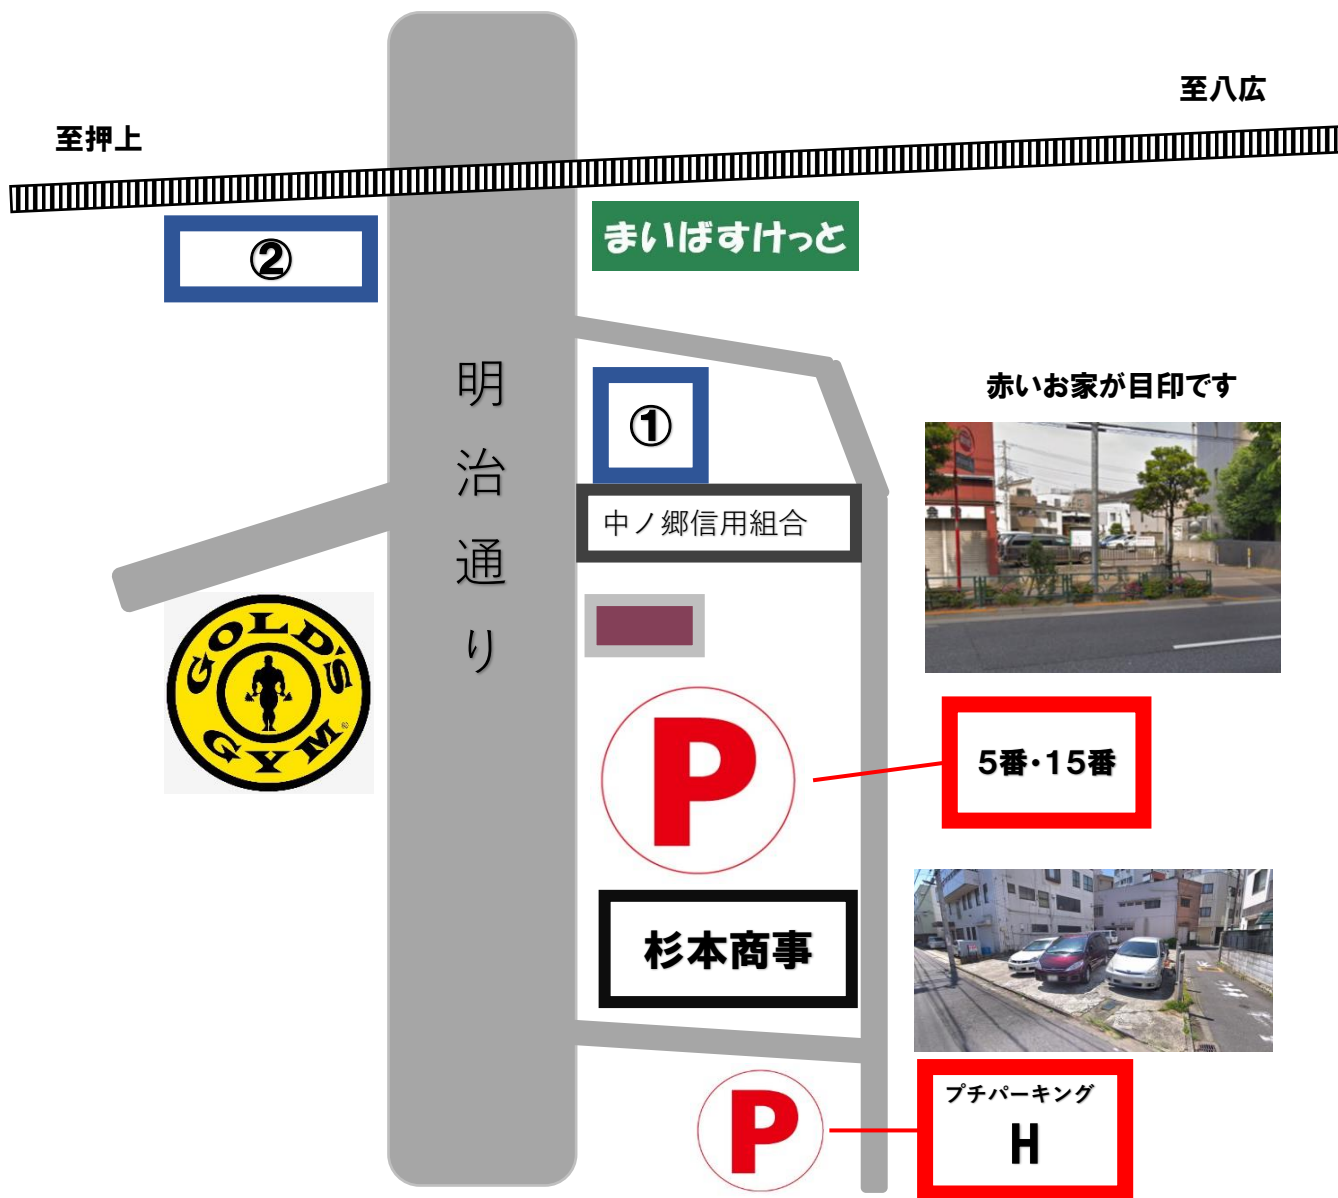 至八広
至押上
まいばすけっと
②
明治通り
赤いお家が目印です
①
中ノ郷信用組合
GOLD'S
GYM
P
5番・15番
杉本商事
プチパーキング
P
H